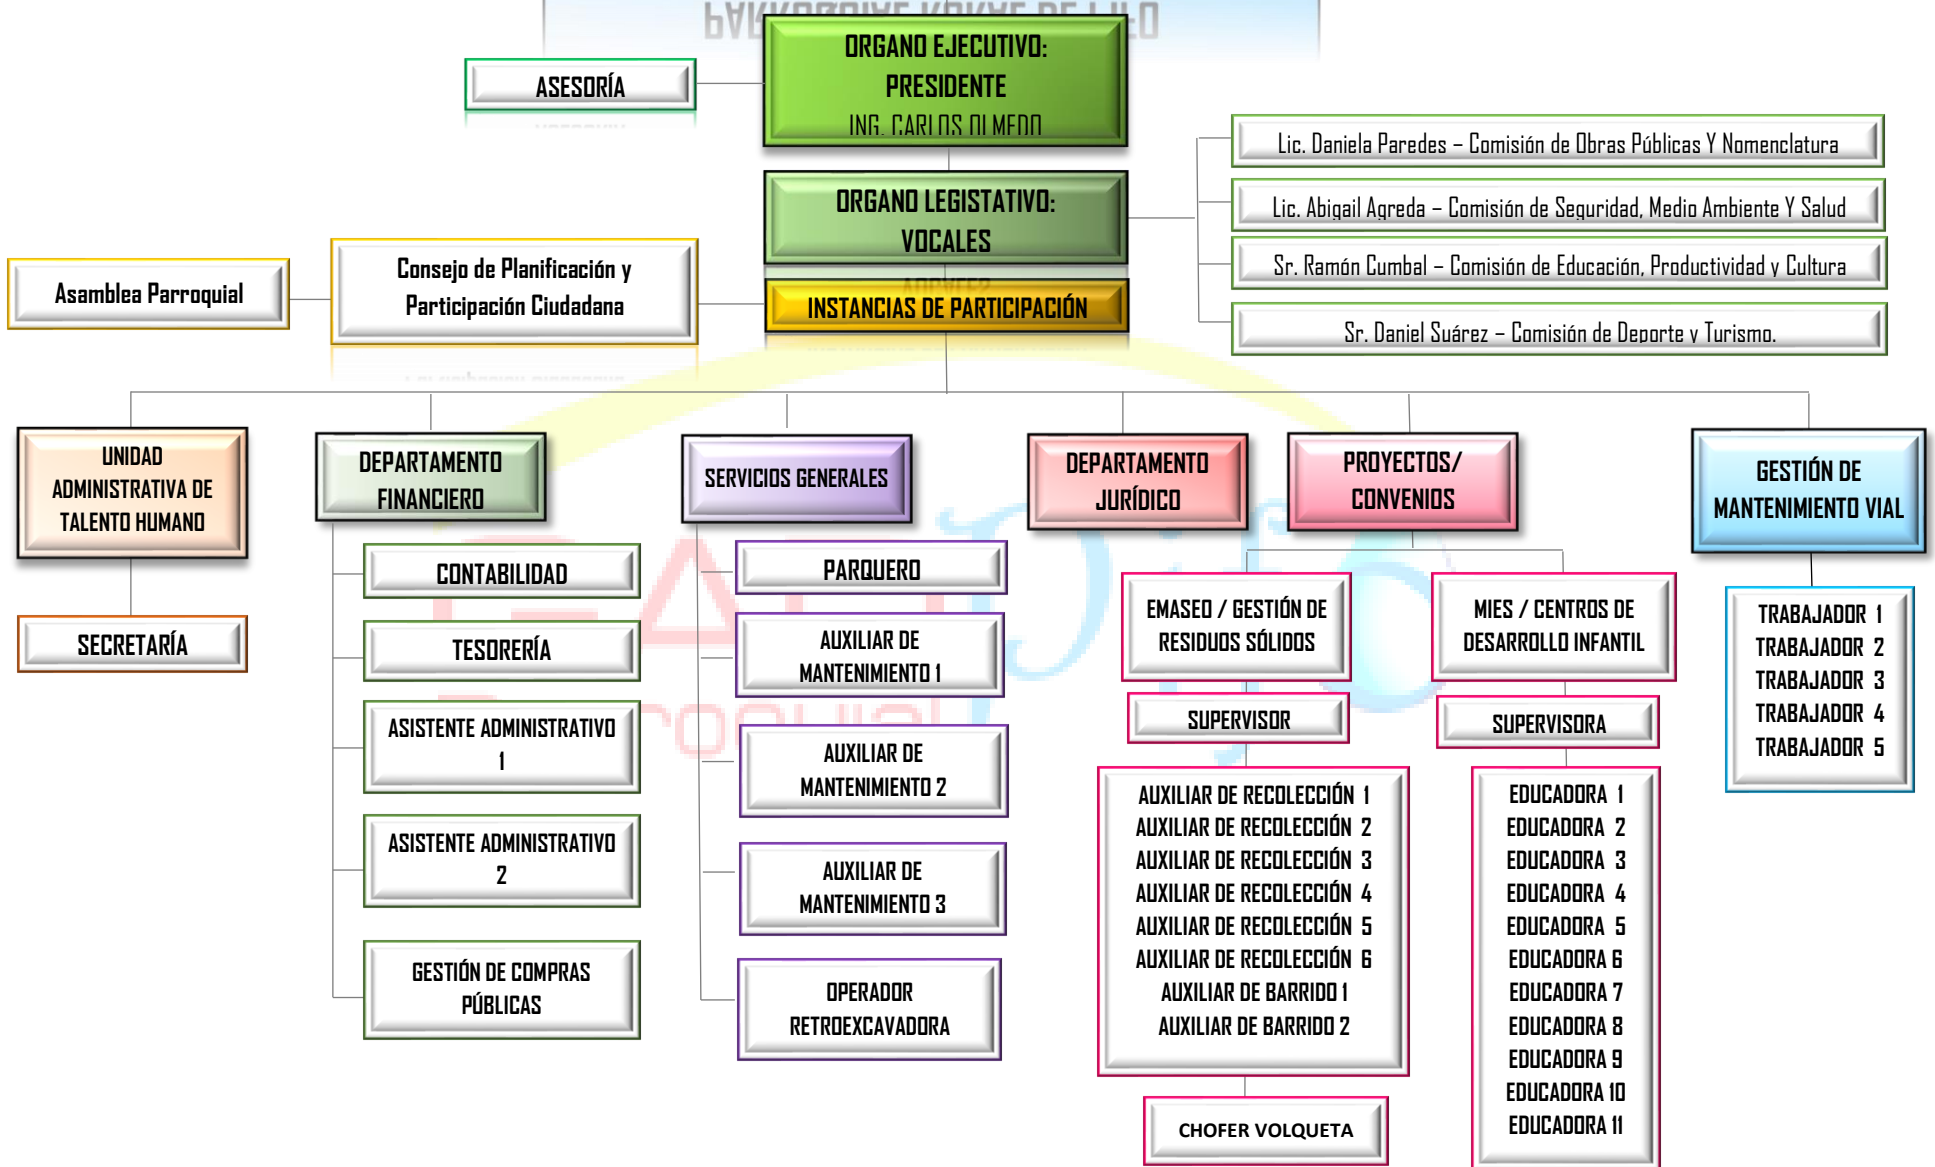 PARROQUIAL RURAL DE PIFO
ORGANO EJECUTIVO:
PRESIDENTE
ING. CARLOS OLMEDO
ASESORÍA
ORGANO LEGISTATIVO:
VOCALES
Lic. Daniela Paredes – Comisión de Obras Públicas Y Nomenclatura
Lic. Abigail Agreda – Comisión de Seguridad, Medio Ambiente Y Salud
Sr. Ramón Cumbal – Comisión de Educación, Productividad y Cultura
Sr. Daniel Suárez – Comisión de Deporte y Turismo.
INSTANCIAS DE PARTICIPACIÓN
Consejo de Planificación y
Participación Ciudadana
Asamblea Parroquial
UNIDAD
ADMINISTRATIVA DE
TALENTO HUMANO
SECRETARÍA
DEPARTAMENTO
FINANCIERO
CONTABILIDAD
TESORERÍA
ASISTENTE ADMINISTRATIVO
1
ASISTENTE ADMINISTRATIVO
2
GESTIÓN DE COMPRAS
PÚBLICAS
SERVICIOS GENERALES
PARQUERO
AUXILIAR DE
MANTENIMIENTO 1
AUXILIAR DE
MANTENIMIENTO 2
AUXILIAR DE
MANTENIMIENTO 3
OPERADOR
RETROEXCAVADORA
DEPARTAMENTO
JURÍDICO
PROYECTOS/
CONVENIOS
EMASEO / GESTIÓN DE
RESIDUOS SÓLIDOS
SUPERVISOR
AUXILIAR DE RECOLECCIÓN 1
AUXILIAR DE RECOLECCIÓN 2
AUXILIAR DE RECOLECCIÓN 3
AUXILIAR DE RECOLECCIÓN 4
AUXILIAR DE RECOLECCIÓN 5
AUXILIAR DE RECOLECCIÓN 6
AUXILIAR DE BARRIDO 1
AUXILIAR DE BARRIDO 2
CHOFER VOLQUETA
MIES / CENTROS DE
DESARROLLO INFANTIL
SUPERVISORA
EDUCADORA 1
EDUCADORA 2
EDUCADORA 3
EDUCADORA 4
EDUCADORA 5
EDUCADORA 6
EDUCADORA 7
EDUCADORA 8
EDUCADORA 9
EDUCADORA 10
EDUCADORA 11
GESTIÓN DE
MANTENIMIENTO VIAL
TRABAJADOR 1
TRABAJADOR 2
TRABAJADOR 3
TRABAJADOR 4
TRABAJADOR 5
GAD
Parroquial
Pifo